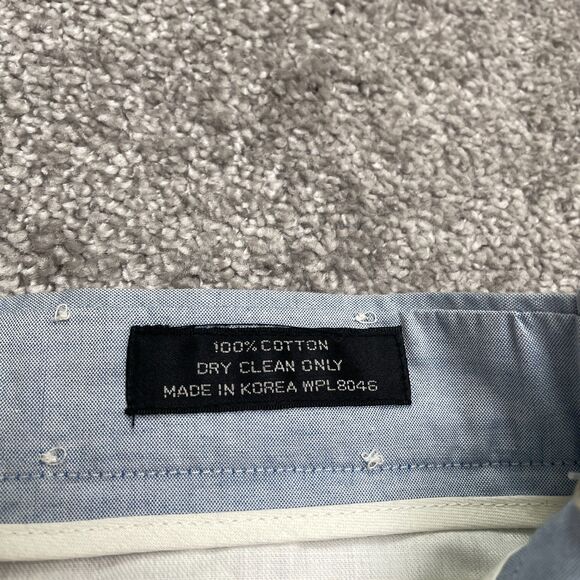 100% COTTON
DRY CLEAN ONLY
MADE IN KOREA WPL8046